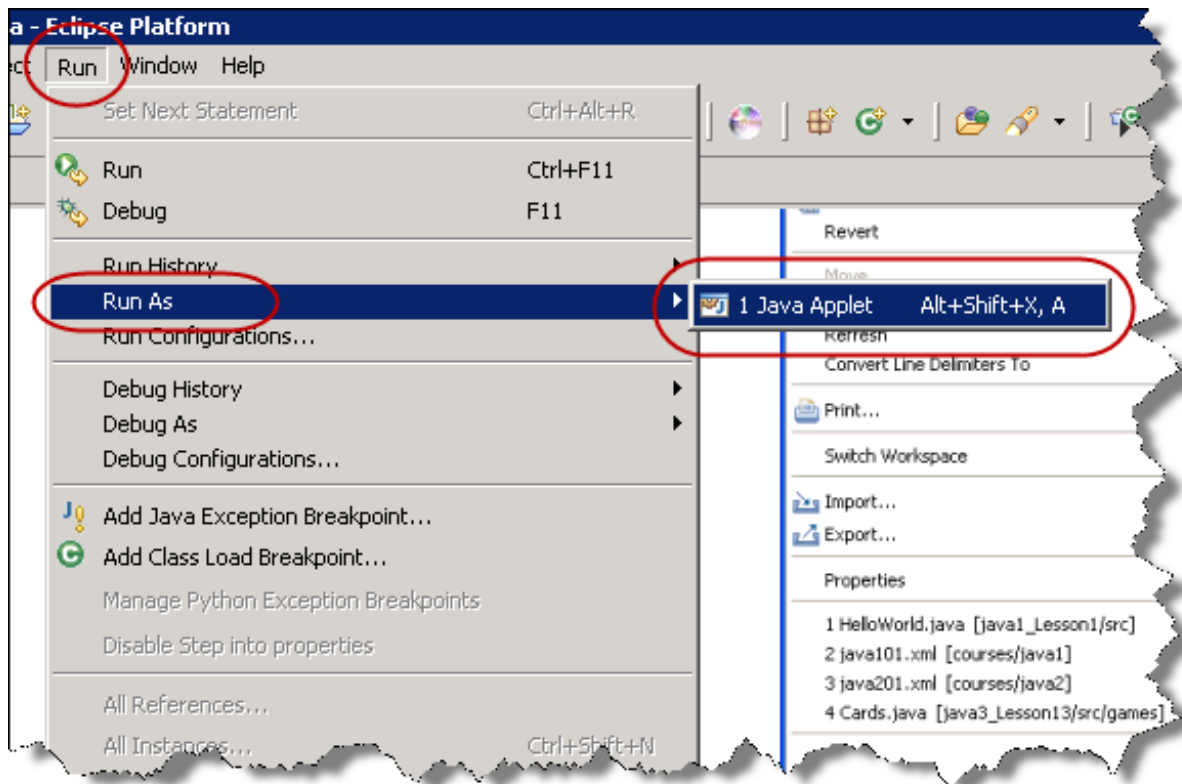 a - Eclipse Platform
ect Run Window Help
Set Next Statement Ctrl+Alt+R
Run Ctrl+F11
Debug F11
Run History
Run As
1 Java Applet Alt+Shift+X, A
Run Configurations...
Debug History
Debug As
Debug Configurations...
Add Java Exception Breakpoint...
Add Class Load Breakpoint...
Manage Python Exception Breakpoints
Disable Step into properties
All References...
All Instances... Ctrl+Shift+N
Revert
Move
Refresh
Convert Line Delimiters To
Print...
Switch Workspace
Import...
Export...
Properties
1 HelloWorld.java [java1_Lesson1/src]
2 java101.xml [courses/java1]
3 java201.xml [courses/java2]
4 Cards.java [java3_Lesson13/src/games]